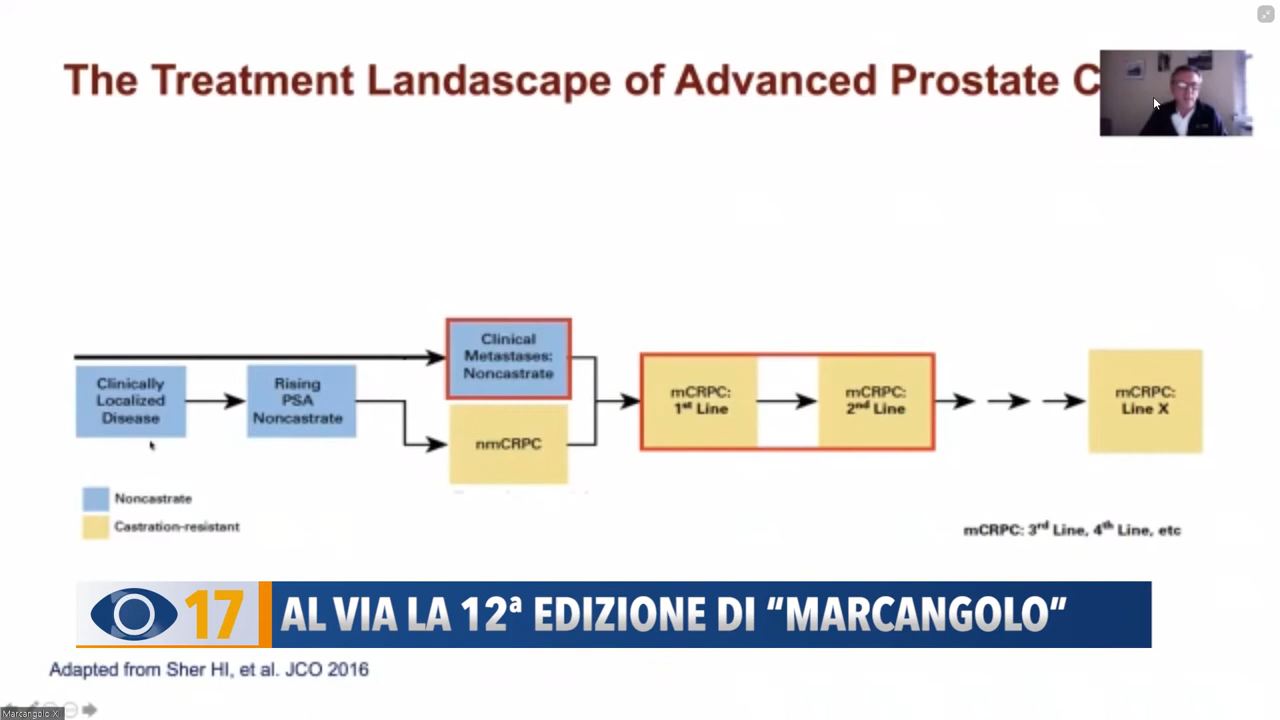 The Treatment Landascape of Advanced Prostate C
Clinical
Metastases:
Noncastrate
Clinically
Localized
Disease
Rising
PSA
Noncastrate
nmCRPC
mCRPC:
1st Line
mCRPC:
2nd Line
mCRPC:
Line X
Noncastrate
Castration-resistant
mCRPC: 3rd Line, 4th Line, etc
17
AL VIA LA 12ª EDIZIONE DI “MARCANGOLO”
Adapted from Sher HI, et al. JCO 2016
Marcangolo X